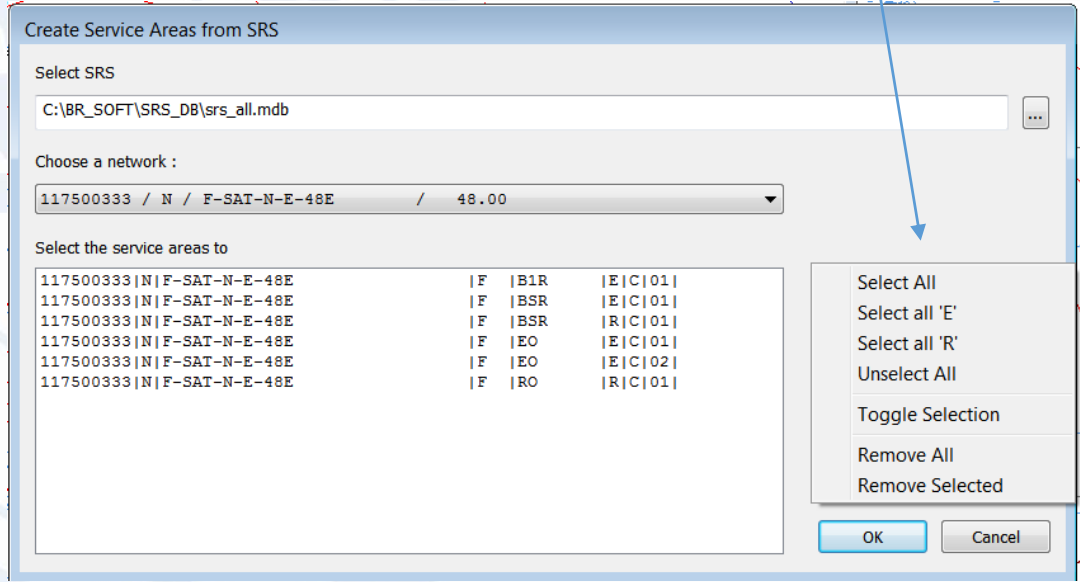 Create Service Areas from SRS
Select SRS
C:\BR_SOFT\SRS_DB\srs_all.mdb
...
Choose a network :
117500333 / N / F-SAT-N-E-48E / 48.00
Select the service areas to
117500333|N|F-SAT-N-E-48E |F |B1R |E|C|01|
117500333|N|F-SAT-N-E-48E |F |BSR |E|C|01|
117500333|N|F-SAT-N-E-48E |F |BSR |R|C|01|
117500333|N|F-SAT-N-E-48E |F |EO |E|C|01|
117500333|N|F-SAT-N-E-48E |F |EO |E|C|02|
117500333|N|F-SAT-N-E-48E |F |RO |R|C|01|
Select All
Select all 'E'
Select all 'R'
Unselect All
Toggle Selection
Remove All
Remove Selected
OK Cancel